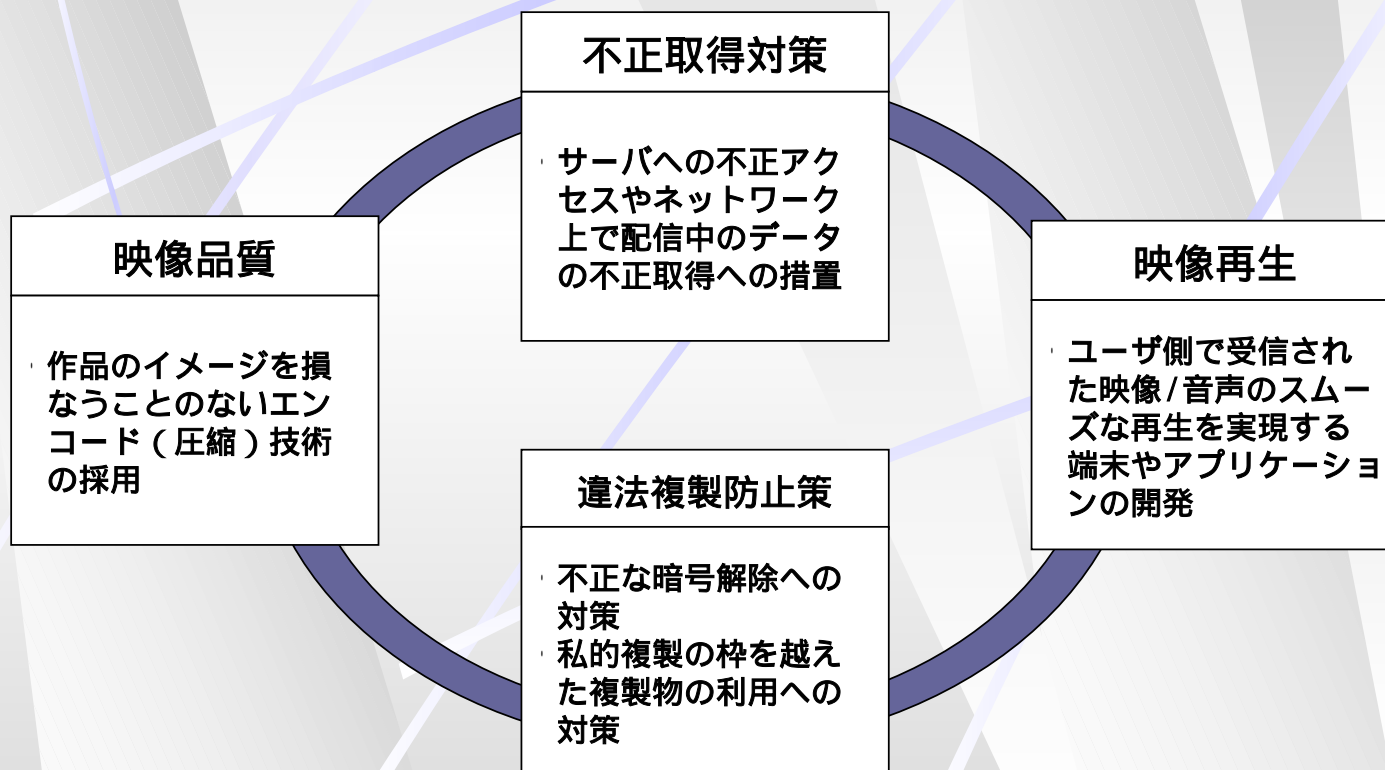 不正取得対策
サーバへの不正アク
セスやネットワーク
上で配信中のデータ
の不正取得への措置
映像品質
作品のイメージを損
なうことのないエン
コード（圧縮）技術
の採用
映像再生
ユーザ側で受信され
た映像/音声のスムー
ズな再生を実現する
端末やアプリケーショ
ンの開発
違法複製防止策
不正な暗号解除への
対策
私的複製の枠を越え
た複製物の利用への
対策